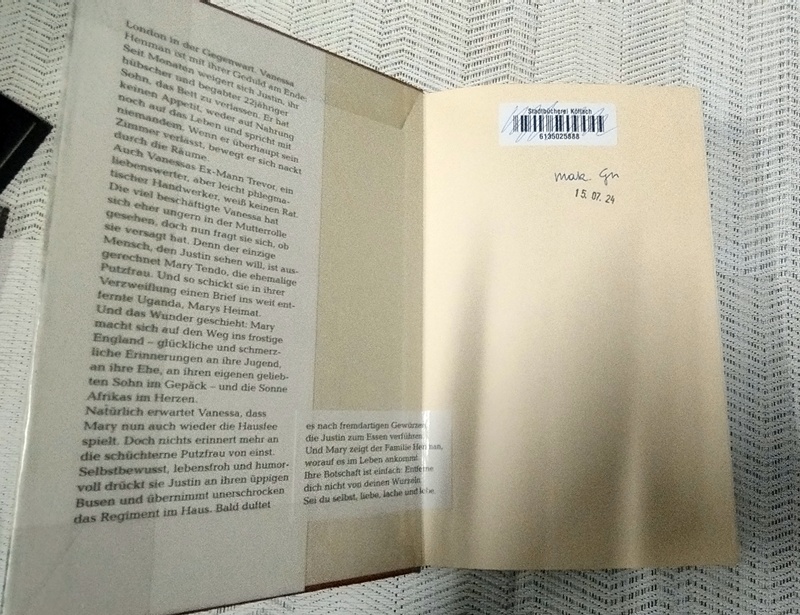 London in der Gegenwart. Vanessa
Henman ist mit ihrer Geduld am Ende:
Seit Monaten weigert sich Justin, ihr
hübscher und begabter 22jähriger
Sohn, das Bett zu verlassen. Er hat
keinen Appetit, weder auf Nahrung
noch auf das Leben und spricht mit
niemandem. Wenn er überhaupt sein
Zimmer verlässt, bewegt er sich nackt
durch die Räume.
Auch Vanessas Ex-Mann Trevor, ein
liebenswerter, aber leicht phlegma-
tischer Handwerker, weiß keinen Rat.
Die viel beschäftigte Vanessa hat
sich eher ungern in der Mutterrolle
gesehen, doch nun fragt sie sich, ob
sie versagt hat. Denn der einzige
Mensch, den Justin sehen will, ist aus-
gerechnet Mary Tendo, die ehemalige
Putzfrau. Und so schickt sie in ihrer
Verzweiflung einen Brief ins weit ent-
fernte Uganda, Marys Heimat.
Und das Wunder geschieht: Mary
macht sich auf den Weg ins frostige
England – glückliche und schmerz-
liche Erinnerungen an ihre Jugend,
an ihre Ehe, an ihren eigenen gelieb-
ten Sohn im Gepäck – und die Sonne
Afrikas im Herzen.
Natürlich erwartet Vanessa, dass
Mary nun auch wieder die Hausfee
spielt. Doch nichts erinnert mehr an
die schüchterne Putzfrau von einst.
Selbstbewusst, lebensfroh und humor-
voll drückt sie Justin an ihren üppigen
Busen und übernimmt unerschrocken
das Regiment im Haus. Bald duftet
es nach fremdartigen Gewürzen,
die Justin zum Essen verführen.
Und Mary zeigt der Familie Henman,
worauf es im Leben ankommt.
Ihre Botschaft ist einfach: Entferne
dich nicht von deinen Wurzeln.
Sei du selbst, liebe, lache und lebe.
Stadtbücherei Köflach
6135025888
mak.
15. 07. 24